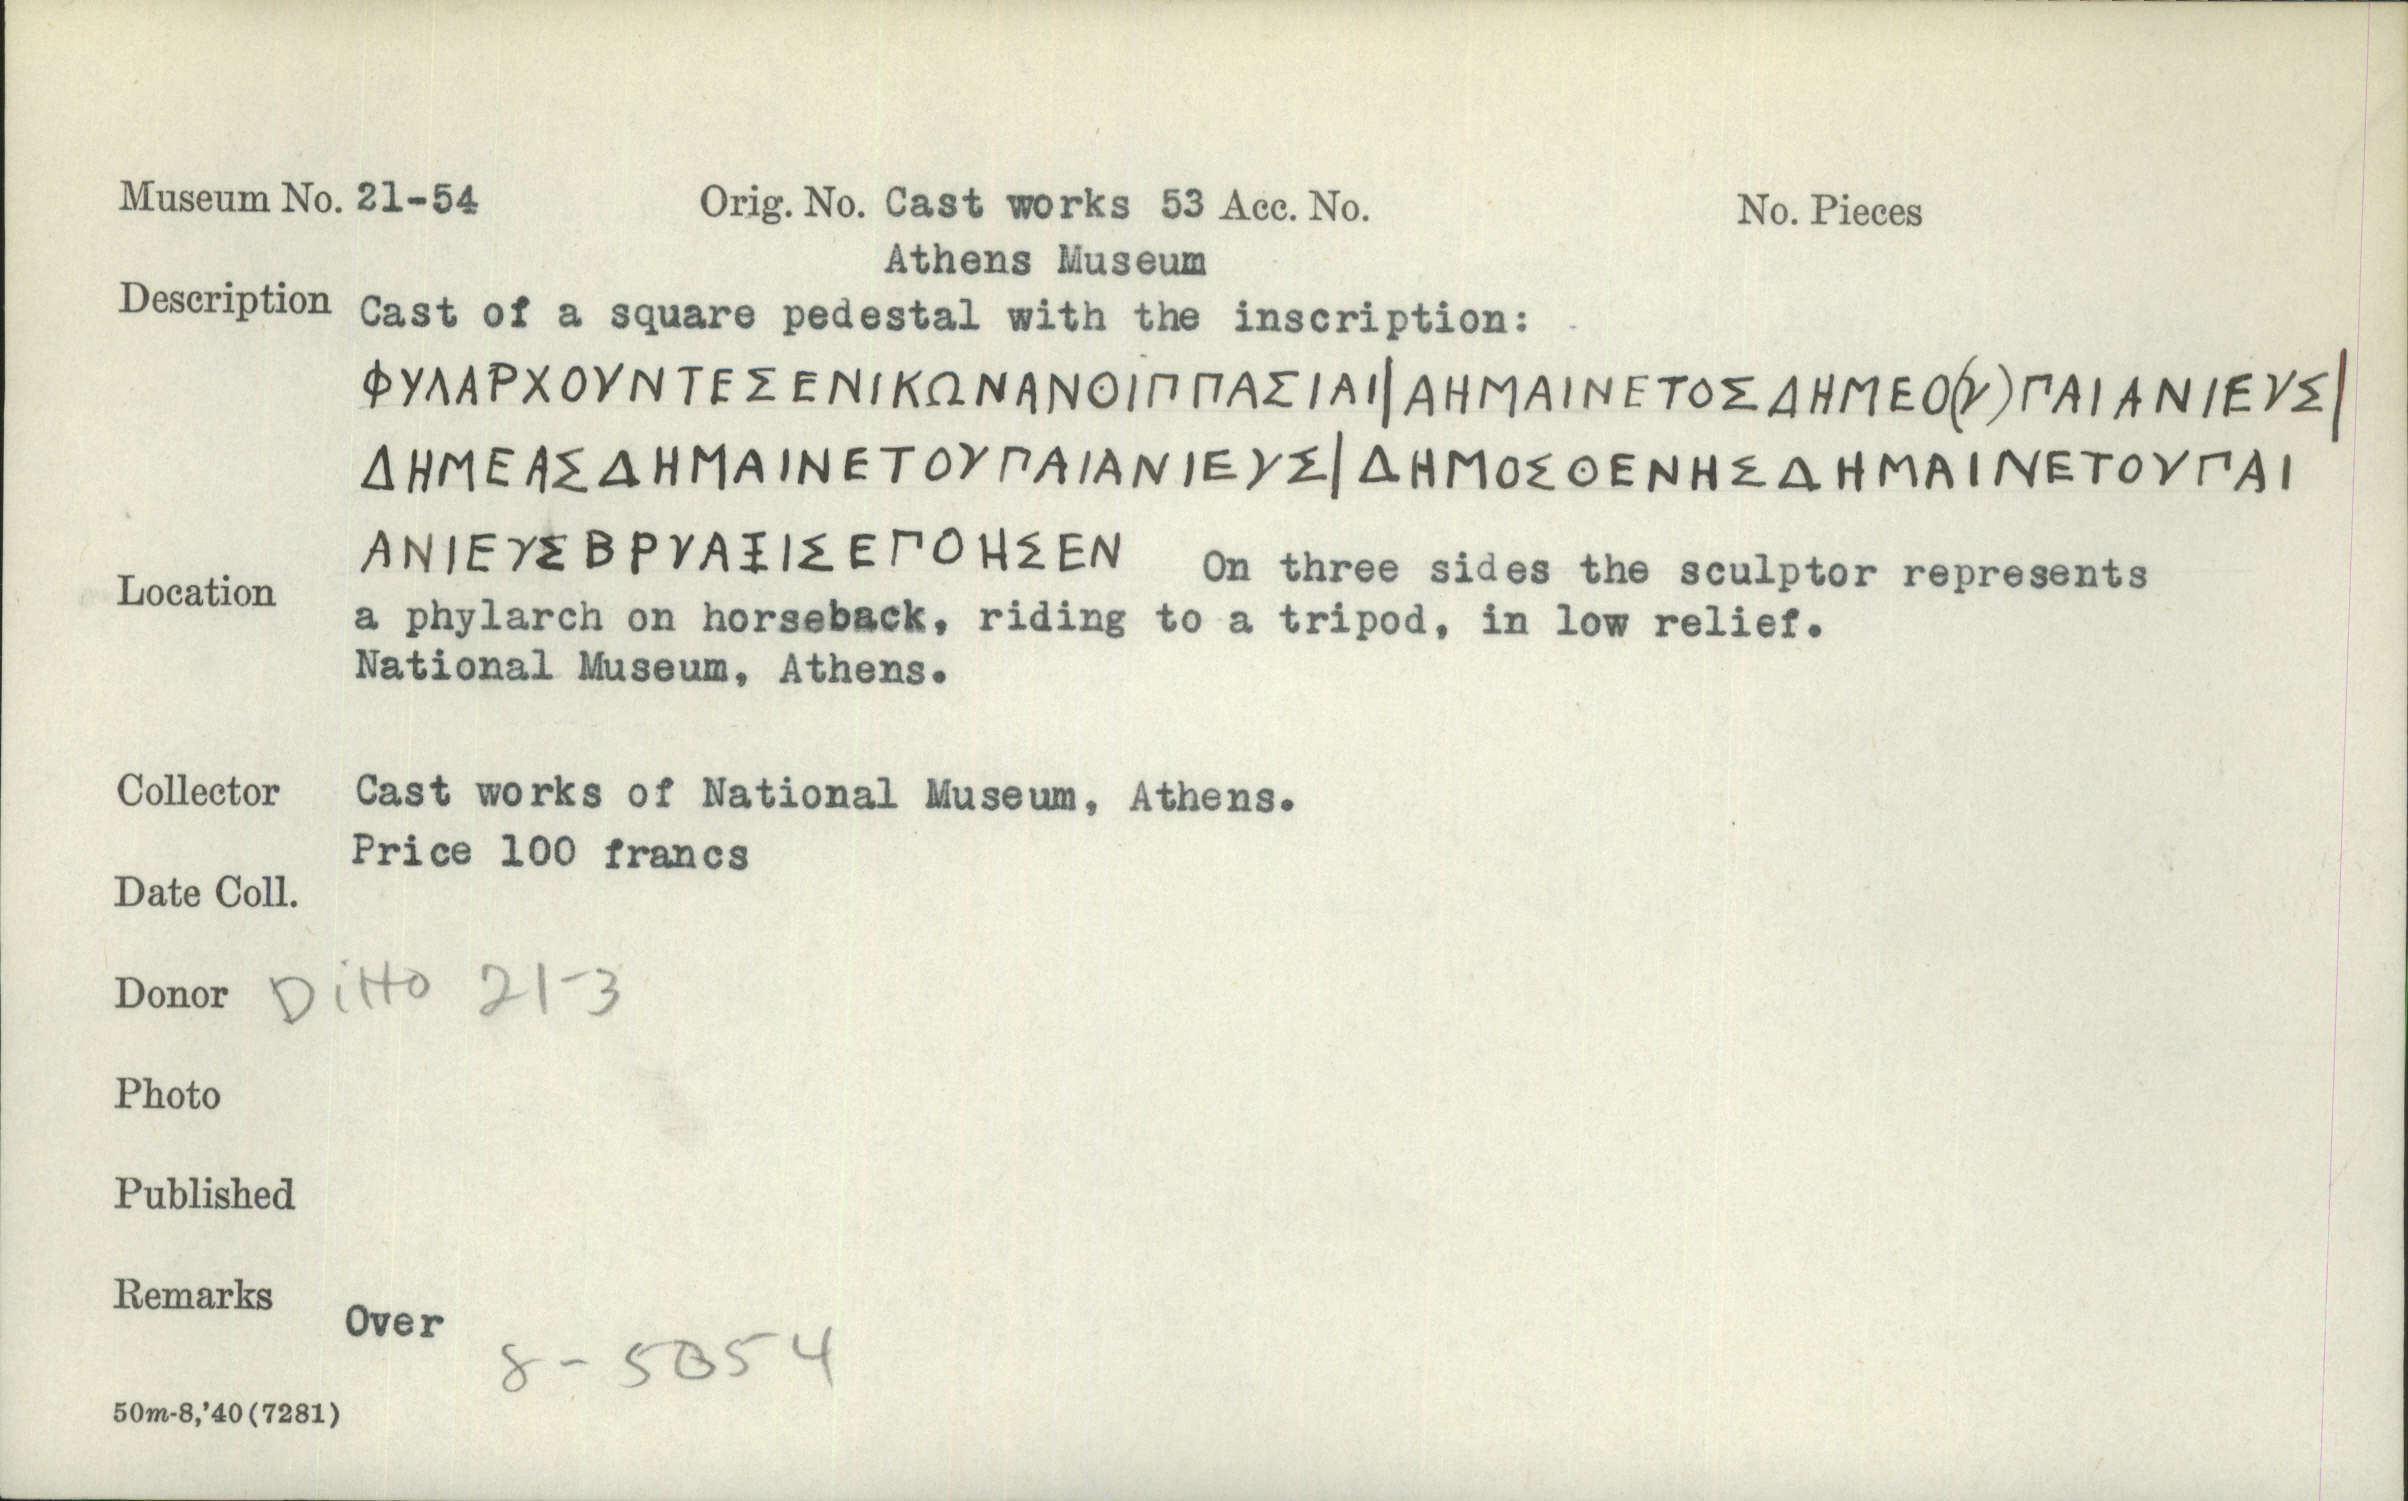 Museum No. 21-54 Orig. No. Cast works 53 Acc. No. No. Pieces
Athens Museum
Description Cast of a square pedestal with the inscription:
ΦΥΛΑΡΧΟΥΝΤΕΣΕΝΙΚΩΝΑΝΘΙΠΠΑΣΙΑΙ|ΔΗΜΑΙΝΕΤΟΣΔΗΜΕΟ(Υ)ΠΑΙΑΝΙΕΥΣ|
ΔΗΜΕΑΣΔΗΜΑΙΝΕΤΟΥΠΑΙΑΝΙΕΥΣ|ΔΗΜΟΣΘΕΝΗΣΔΗΜΑΙΝΕΤΟΥΠΑΙ
ΑΝΙΕΥΣΒΡΥΑΞΙΣΕΠΟΗΣΕΝ On three sides the sculptor represents
Location a phylarch on horseback, riding to a tripod, in low relief.
National Museum, Athens.
Collector Cast works of National Museum, Athens.
Price 100 francs
Date Coll.
Donor Ditto 21-3
Photo
Published
Remarks Over
8-5054
50m-8,'40(7281)